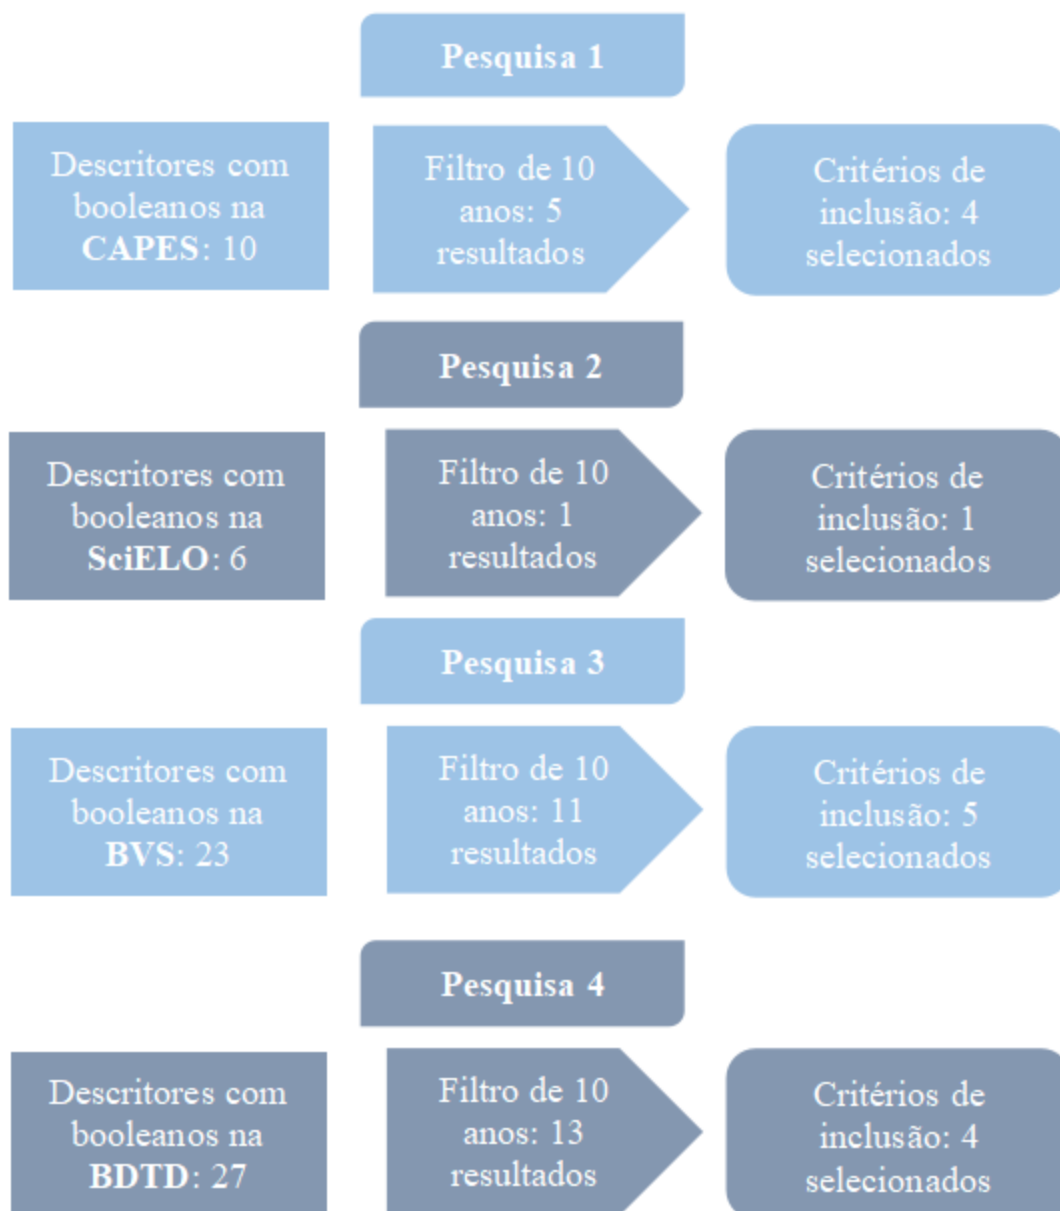 Pesquisa 1
Descritores com
booleanos na
CAPES: 10
Filtro de 10
anos: 5
resultados
Critérios de
inclusão: 4
selecionados
Pesquisa 2
Descritores com
booleanos na
SciELO: 6
Filtro de 10
anos: 1
resultados
Critérios de
inclusão: 1
selecionados
Pesquisa 3
Descritores com
booleanos na
BVS: 23
Filtro de 10
anos: 11
resultados
Critérios de
inclusão: 5
selecionados
Pesquisa 4
Descritores com
booleanos na
BDTD: 27
Filtro de 10
anos: 13
resultados
Critérios de
inclusão: 4
selecionados